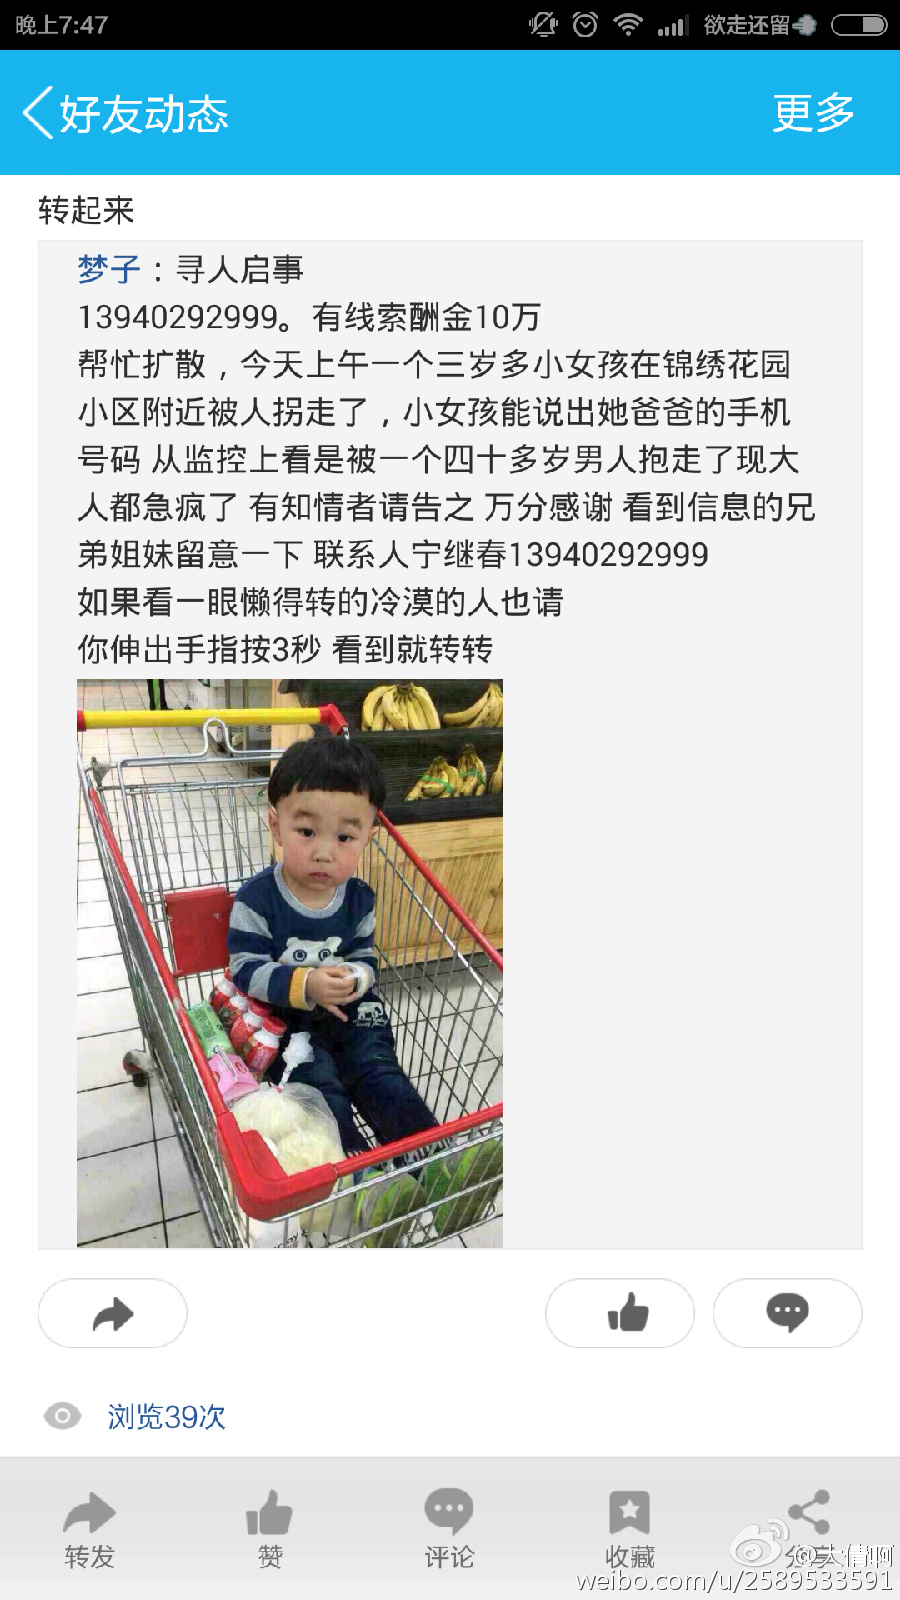 晚上7:47
欲走还留
好友动态
更多
转起来
梦子：寻人启事
13940292999。有线索酬金10万
帮忙扩散，今天上午一个三岁多小女孩在锦绣花园
小区附近被人拐走了，小女孩能说出她爸爸的手机
号码 从监控上看是被一个四十多岁男人抱走了现大
人都急疯了 有知情者请告之 万分感谢 看到信息的兄
弟姐妹留意一下 联系人宁继春13940292999
如果看一眼懒得转的冷漠的人也请
你伸出手指按3秒 看到就转转
浏览39次
转发
赞
评论
收藏
分享
@大倩啊
weibo.com/u/2589533591